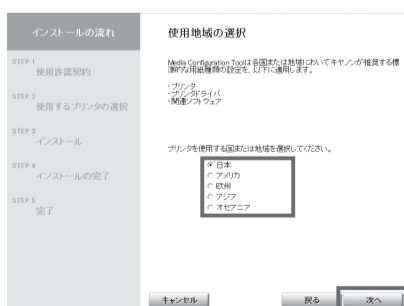 インストールの流れ
STEP 1
使用許諾契約
STEP 2
使用するプリンタの選択
STEP 3
インストール
STEP 4
インストールの完了
STEP 5
完了
使用地域の選択
Media Configuration Toolは各国または地域においてキヤノンが推奨する標
準的な用紙種類の設定を、以下に適用します。
・プリンタ
・プリンタドライバ
・関連ソフトウェア
プリンタを使用する国または地域を選択してください。
日本
アメリカ
欧州
アジア
オセアニア
キャンセル
戻る
次へ